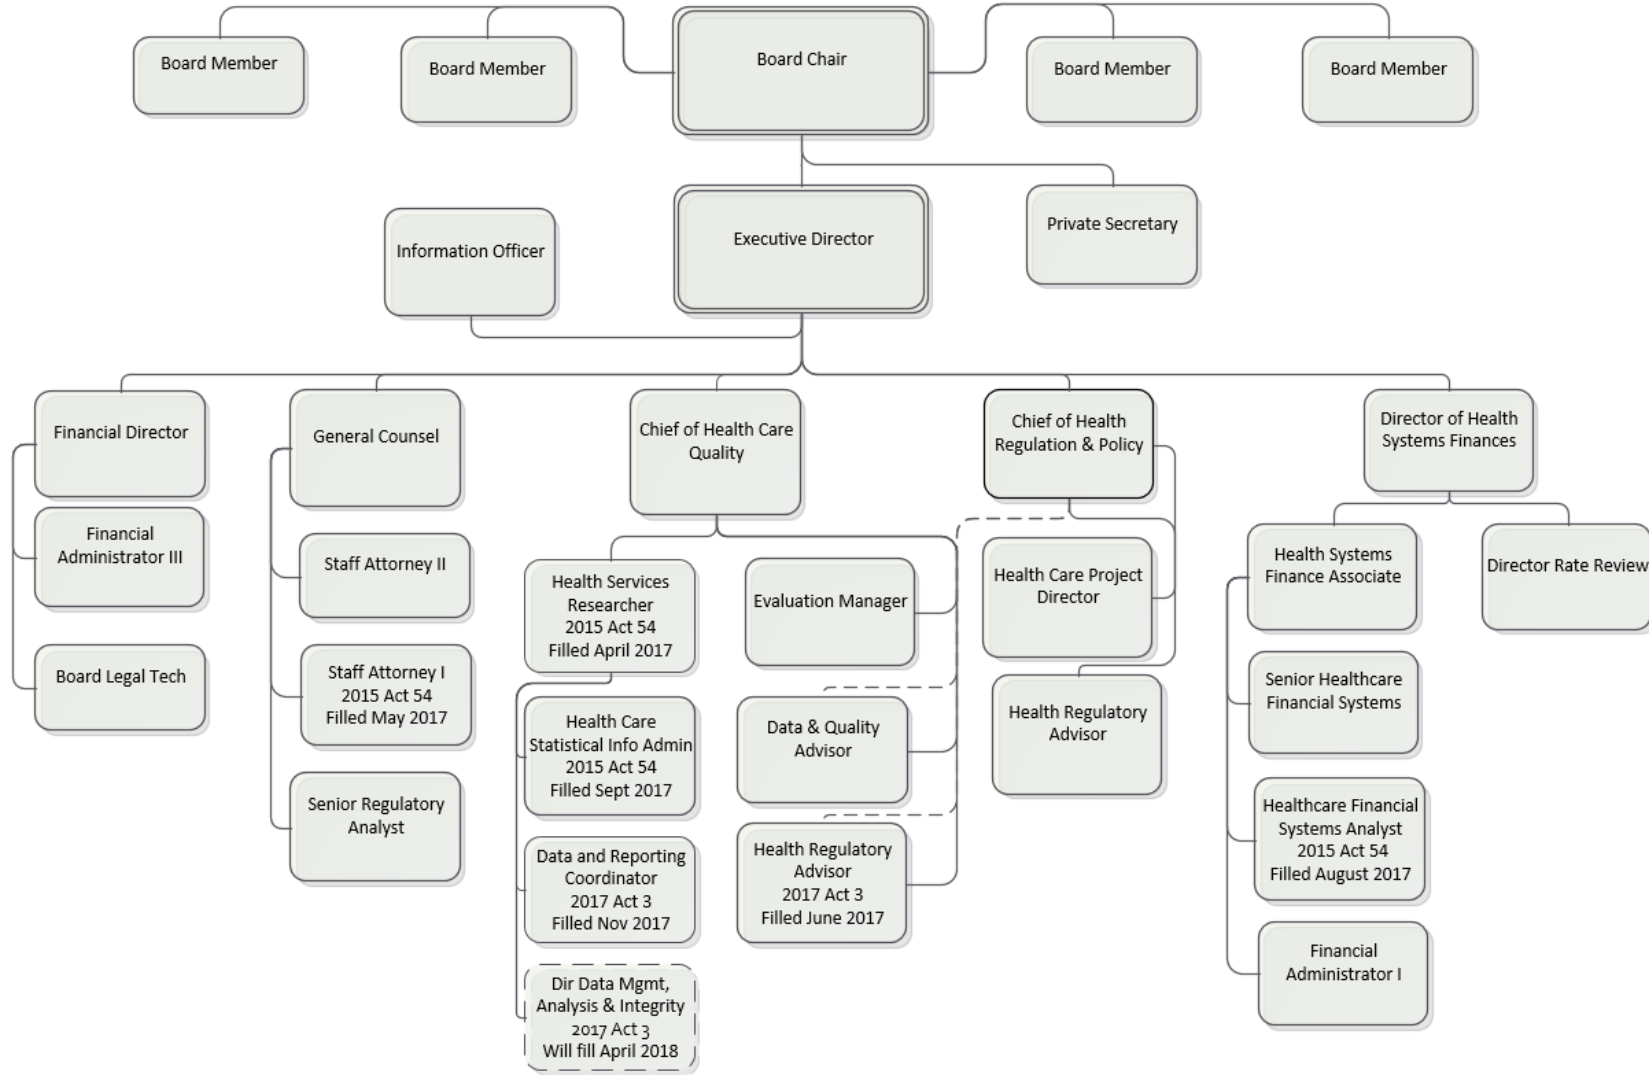 Board Member
Board Member
Board Chair
Board Member
Board Member
Information Officer
Executive Director
Private Secretary
Financial Director
General Counsel
Chief of Health Care
Quality
Chief of Health
Regulation & Policy
Director of Health
Systems Finances
Financial
Administrator III
Board Legal Tech
Staff Attorney II
Staff Attorney I
2015 Act 54
Filled May 2017
Senior Regulatory
Analyst
Health Services
Researcher
2015 Act 54
Filled April 2017
Health Care
Statistical Info Admin
2015 Act 54
Filled Sept 2017
Data and Reporting
Coordinator
2017 Act 3
Filled Nov 2017
Dir Data Mgmt,
Analysis & Integrity
2017 Act 3
Will fill April 2018
Evaluation Manager
Data & Quality
Advisor
Health Regulatory
Advisor
2017 Act 3
Filled June 2017
Health Care Project
Director
Health Regulatory
Advisor
Health Systems
Finance Associate
Director Rate Review
Senior Healthcare
Financial Systems
Healthcare Financial
Systems Analyst
2015 Act 54
Filled August 2017
Financial
Administrator I